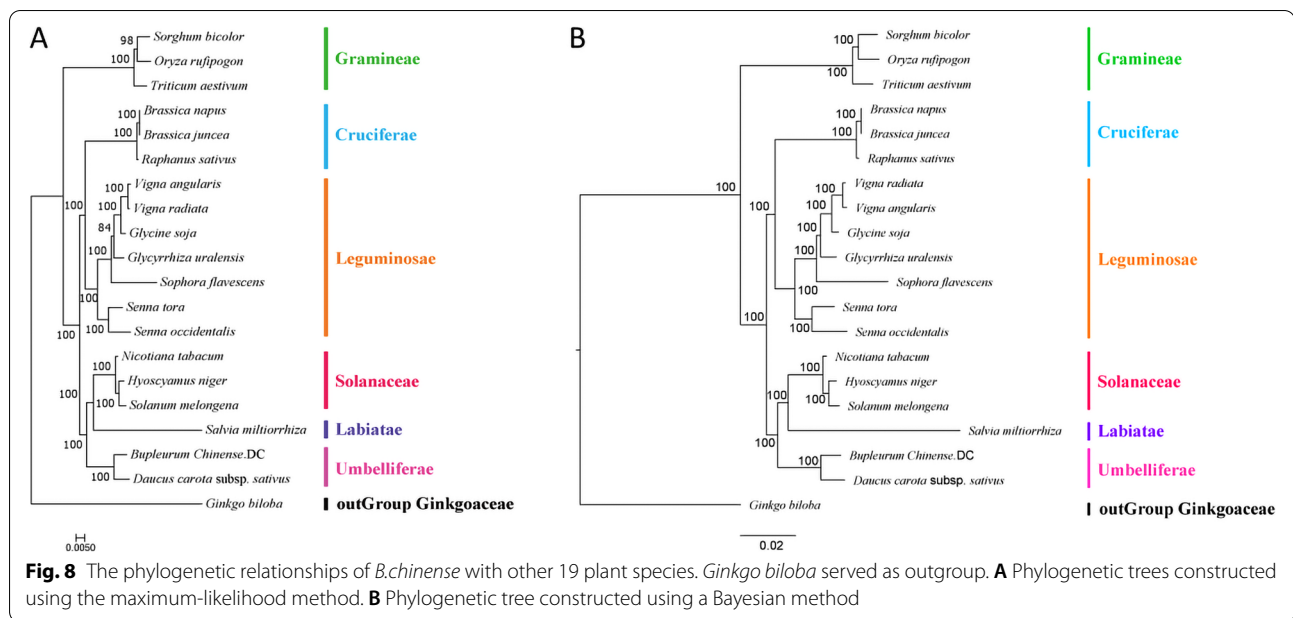 A
98
100
Sorghum bicolor
Oryza rufipogon
Triticum aestivum
Gramineae
100
100
Brassica napus
Brassica juncea
Raphanus sativus
Cruciferae
100
100
100
84
100
100
100
Vigna angularis
Vigna radiata
Glycine soja
Glycyrrhiza uralensis
Sophora flavescens
Senna tora
Senna occidentalis
Leguminosae
100
100
100
100
Nicotiana tabacum
Hyoscyamus niger
Solanum melongena
Solanaceae
Salvia miltiorrhiza
Labiatae
100
100
Bupleurum Chinense.DC
Daucus carota subsp. sativus
Umbelliferae
Ginkgo biloba
outGroup Ginkgoaceae
0.0050
B
100
100
Sorghum bicolor
Oryza rufipogon
Triticum aestivum
Gramineae
100
100
Brassica napus
Brassica juncea
Raphanus sativus
Cruciferae
100
100
100
100
100
100
100
100
Vigna radiata
Vigna angularis
Glycine soja
Glycyrrhiza uralensis
Sophora flavescens
Senna tora
Senna occidentalis
Leguminosae
100
100
100
100
Nicotiana tabacum
Hyoscyamus niger
Solanum melongena
Solanaceae
Salvia miltiorrhiza
Labiatae
100
100
Bupleurum Chinense.DC
Daucus carota subsp. sativus
Umbelliferae
Ginkgo biloba
outGroup Ginkgoaceae
0.02
Fig. 8 The phylogenetic relationships of B.chinense with other 19 plant species. Ginkgo biloba served as outgroup. A Phylogenetic trees constructed
using the maximum-likelihood method. B Phylogenetic tree constructed using a Bayesian method